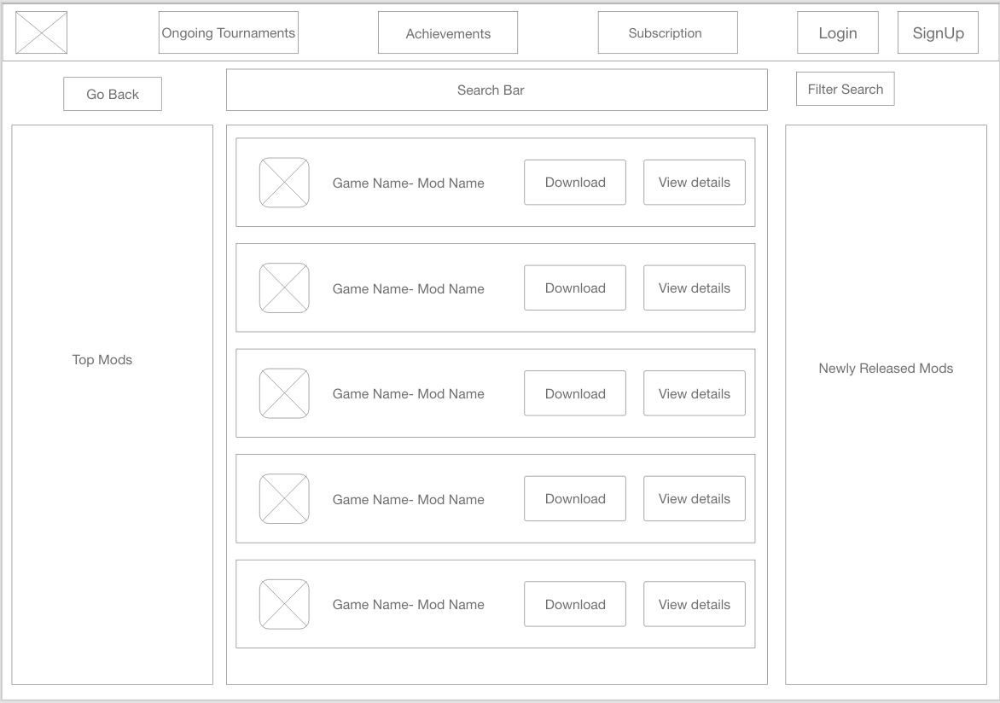 Ongoing Tournaments
Achievements
Subscription
Login
SignUp
Go Back
Search Bar
Filter Search
Top Mods
Game Name- Mod Name
Download
View details
Game Name- Mod Name
Download
View details
Game Name- Mod Name
Download
View details
Game Name- Mod Name
Download
View details
Game Name- Mod Name
Download
View details
Newly Released Mods